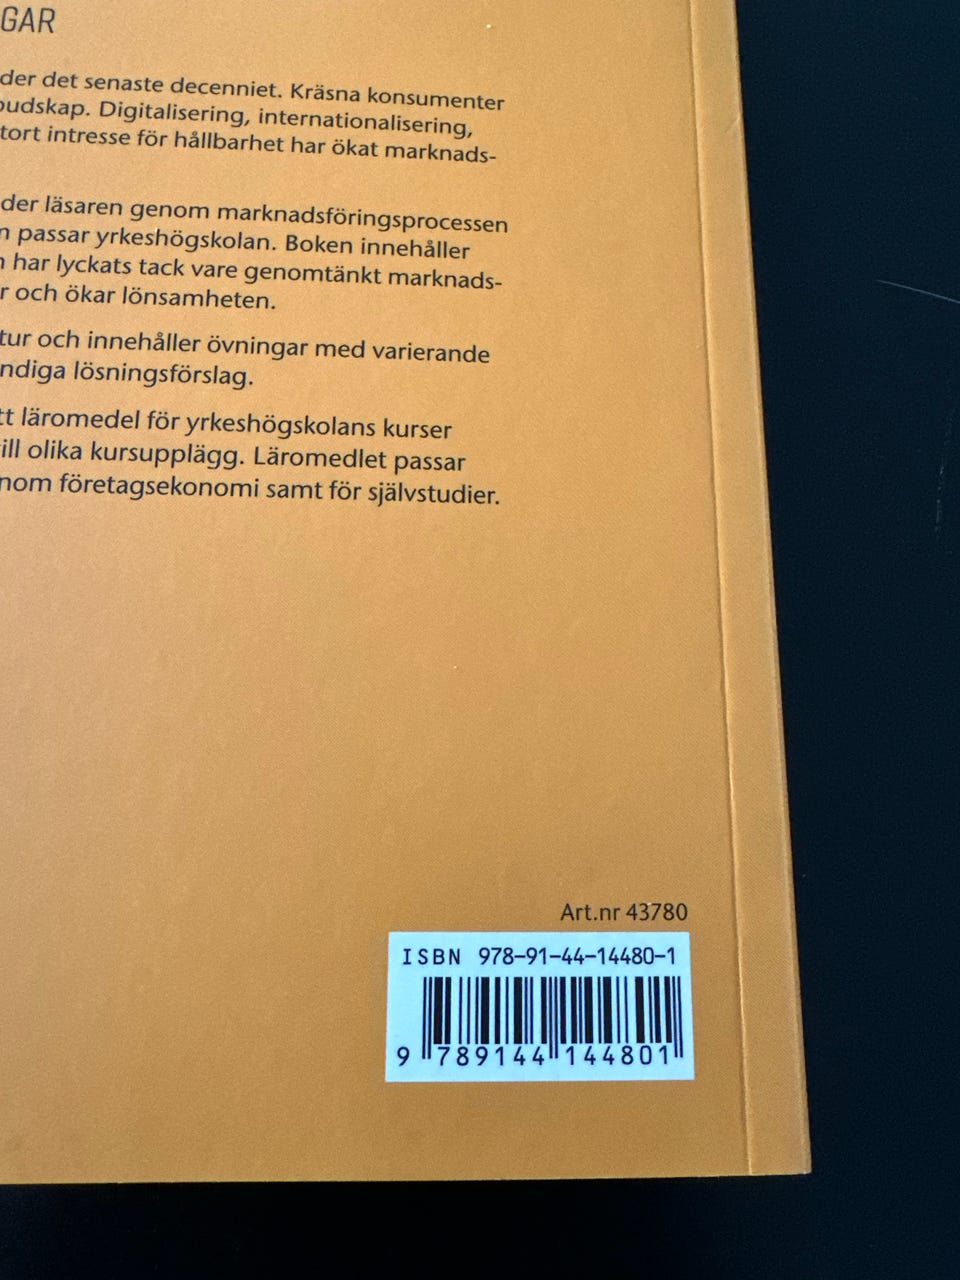 GAR
der det senaste decenniet. Kräsna konsumenter
budskap. Digitalisering, internationalisering,
tort intresse för hållbarhet har ökat marknads-
der läsaren genom marknadsföringsprocessen
n passar yrkeshögskolan. Boken innehåller
n har lyckats tack vare genomtänkt marknads-
r och ökar lönsamheten.
tur och innehåller övningar med varierande
ndiga lösningsförslag.
tt läromedel för yrkeshögskolans kurser
ill olika kursupplägg. Läromedlet passar
nom företagsekonomi samt för självstudier.
Art.nr 43780
ISBN 978-91-44-14480-1
9 789144 144801